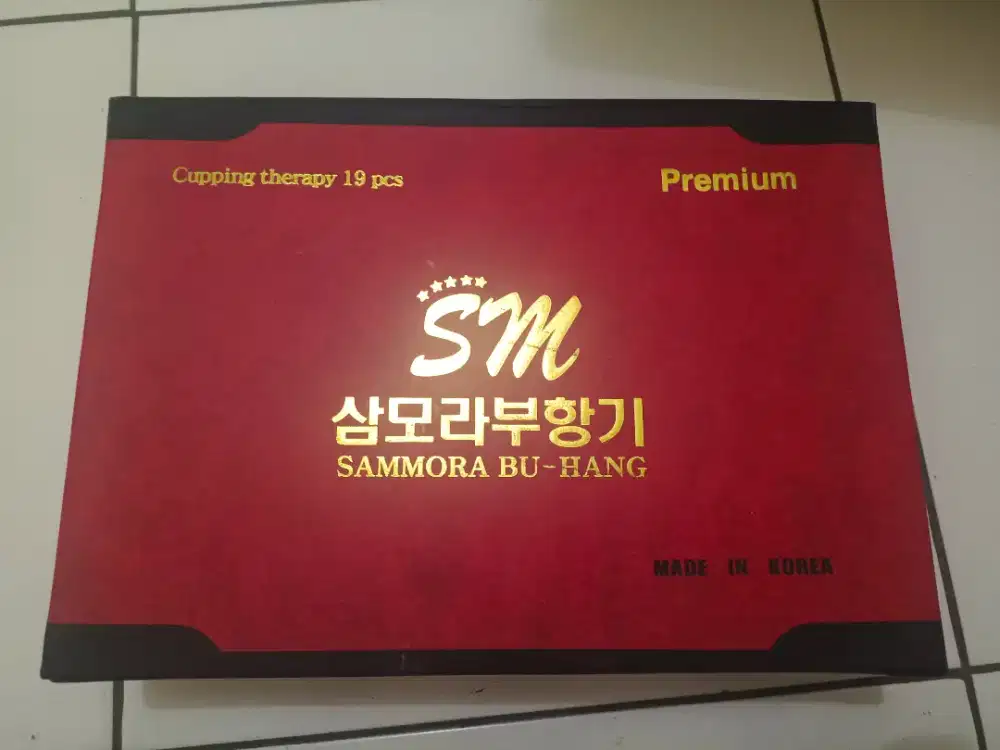 Cupping therapy 19 pcs
Premium
SM
삼모라부항기
SAMMORA BU-HANG
MADE IN KOREA